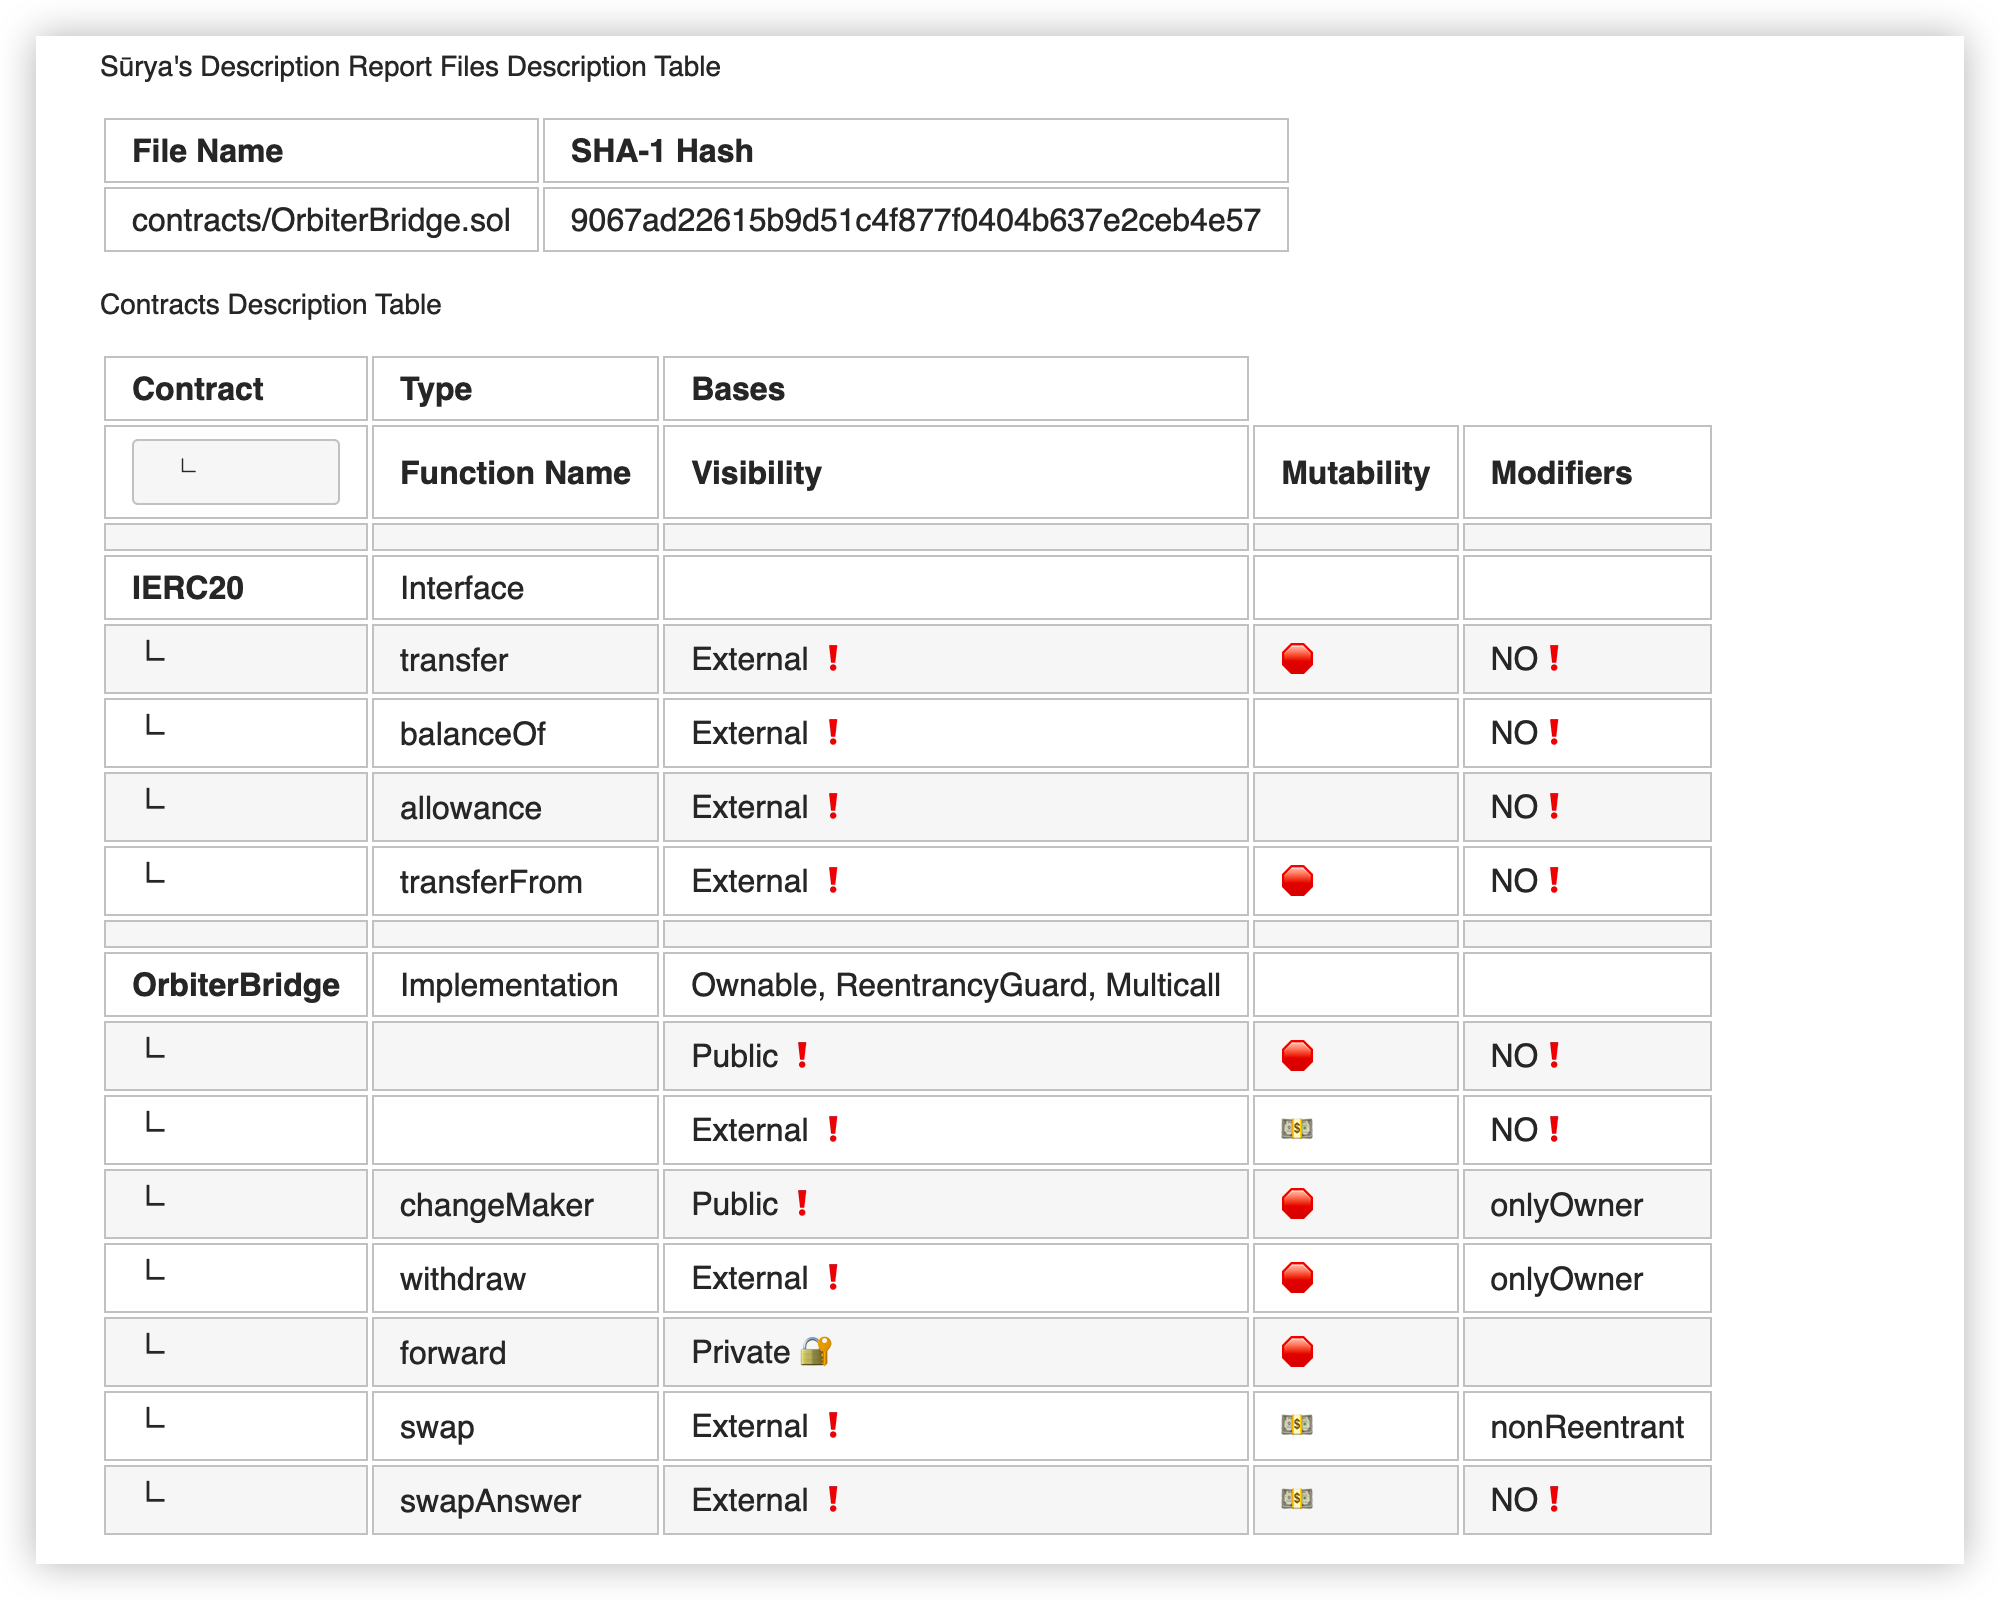 Sūrya's Description Report Files Description Table
File Name SHA-1 Hash
contracts/OrbiterBridge.sol 9067ad22615b9d51c4f877f0404b637e2ceb4e57
Contracts Description Table
Contract Type Bases
└ Function Name Visibility Mutability Modifiers
IERC20 Interface
└ transfer External ❗ 🛑 NO❗
└ balanceOf External ❗ NO❗
└ allowance External ❗ NO❗
└ transferFrom External ❗ 🛑 NO❗
OrbiterBridge Implementation Ownable, ReentrancyGuard, Multicall
└ Public ❗ 🛑 NO❗
└ External ❗ 💵 NO❗
└ changeMaker Public ❗ 🛑 onlyOwner
└ withdraw External ❗ 🛑 onlyOwner
└ forward Private 🔐 🛑
└ swap External ❗ 💵 nonReentrant
└ swapAnswer External ❗ 💵 NO❗